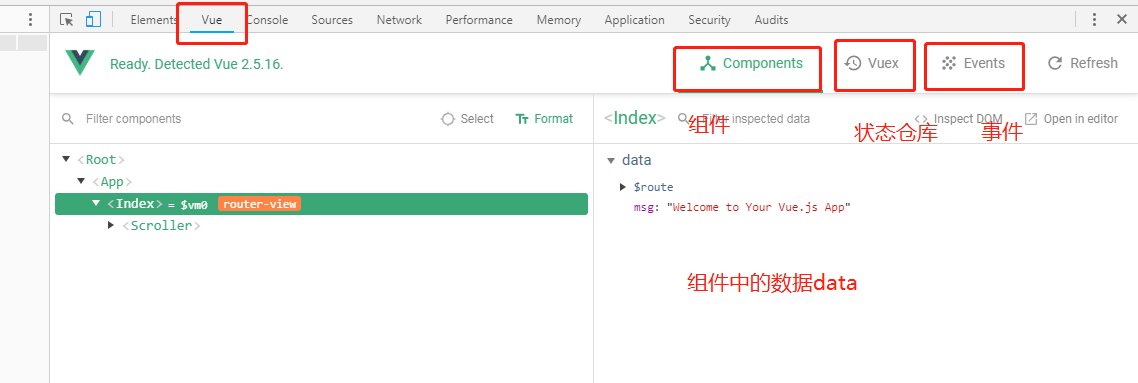 Elements Vue Console Sources Network Performance Memory Application Security Audits
Ready. Detected Vue 2.5.16. Components Vuex Events Refresh
Filter components Select Format <Index> Filter inspected data Inspect DOM Open in editor
组件 状态仓库 事件
<Root>
<App>
<Index> = $vm0 router-view
<Scroller>
data
$route
msg: "Welcome to Your Vue.js App"
组件中的数据data